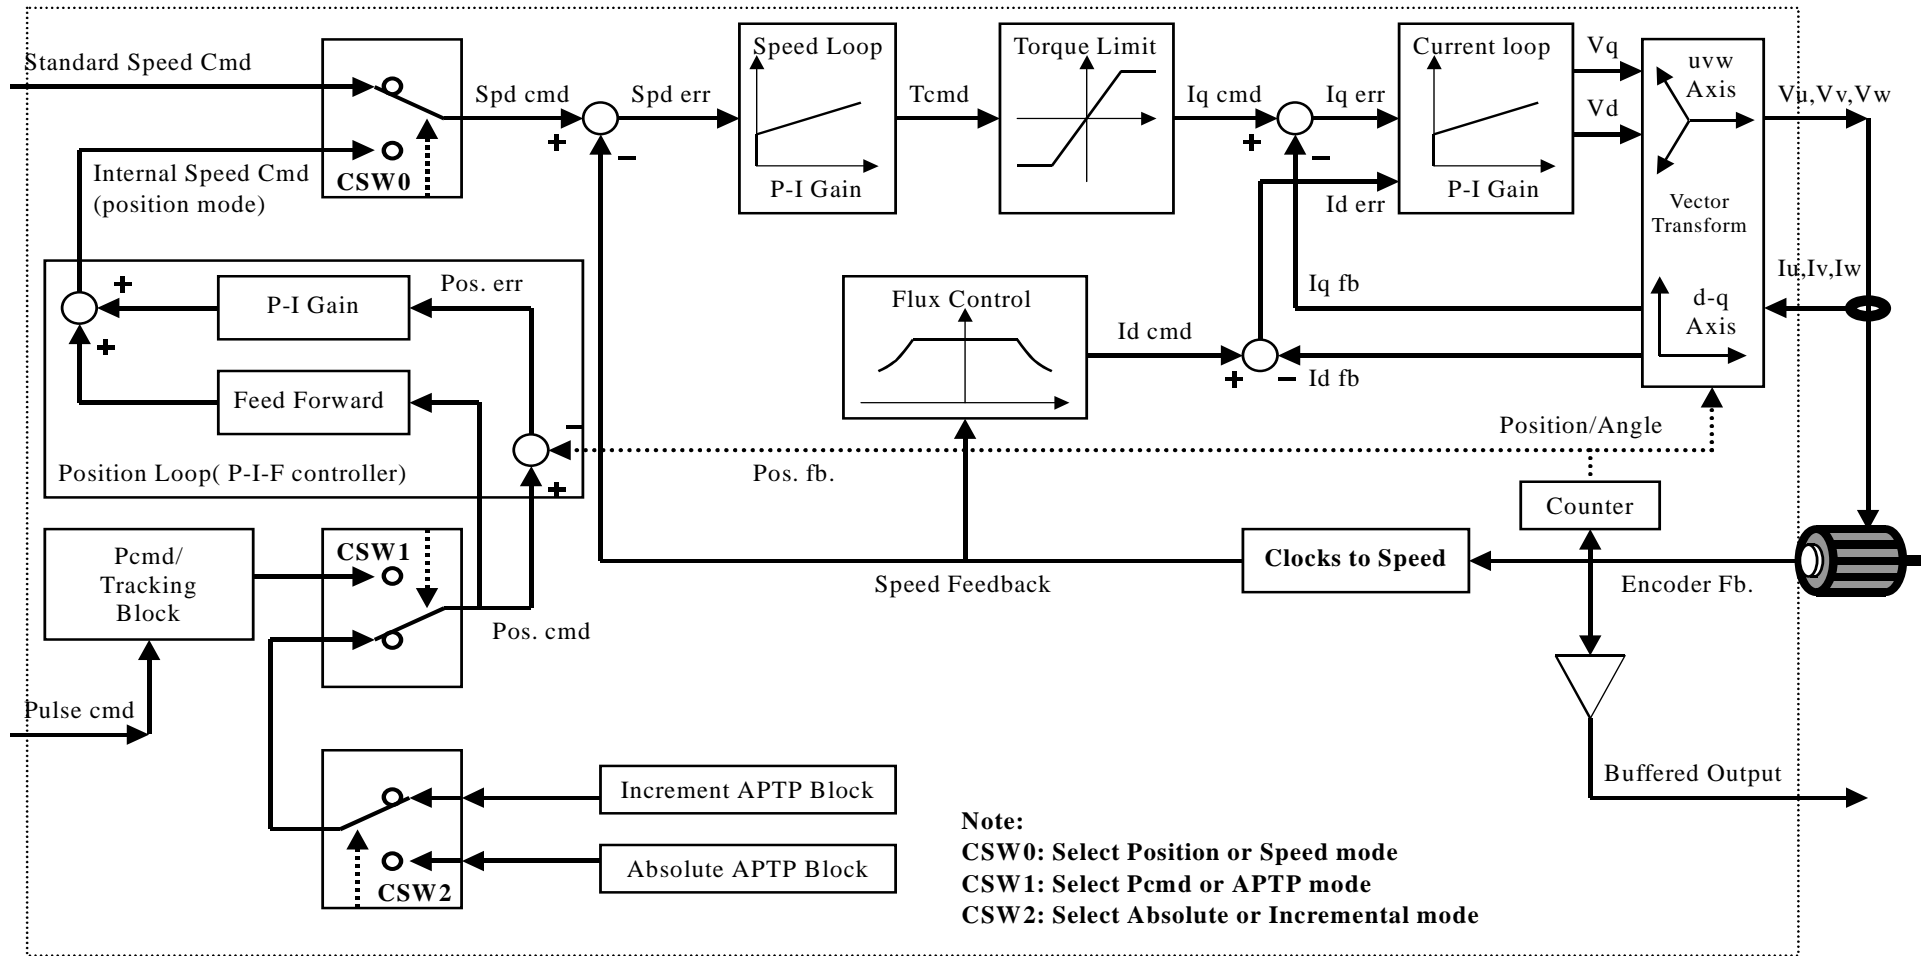 Standard Speed Cmd
CSW0
Internal Speed Cmd
(position mode)
Spd cmd
+
−
Spd err
Speed Loop
P-I Gain
Tcmd
Torque Limit
Iq cmd
+
−
Iq err
Id err
Current loop
P-I Gain
Vq
Vd
uvw
Axis
Vector
Transform
d-q
Axis
Vu,Vv,Vw
Iu,Iv,Iw
+
P-I Gain
Pos. err
+
Feed Forward
−
+
Position Loop( P-I-F controller)
Flux Control
Id cmd
+
−
Iq fb
Id fb
Position/Angle
Pos. fb.
Counter
Pcmd/
Tracking
Block
CSW1
Pos. cmd
Speed Feedback
Clocks to Speed
Encoder Fb.
Pulse cmd
Buffered Output
CSW2
Increment APTP Block
Absolute APTP Block
Note:
CSW0: Select Position or Speed mode
CSW1: Select Pcmd or APTP mode
CSW2: Select Absolute or Incremental mode